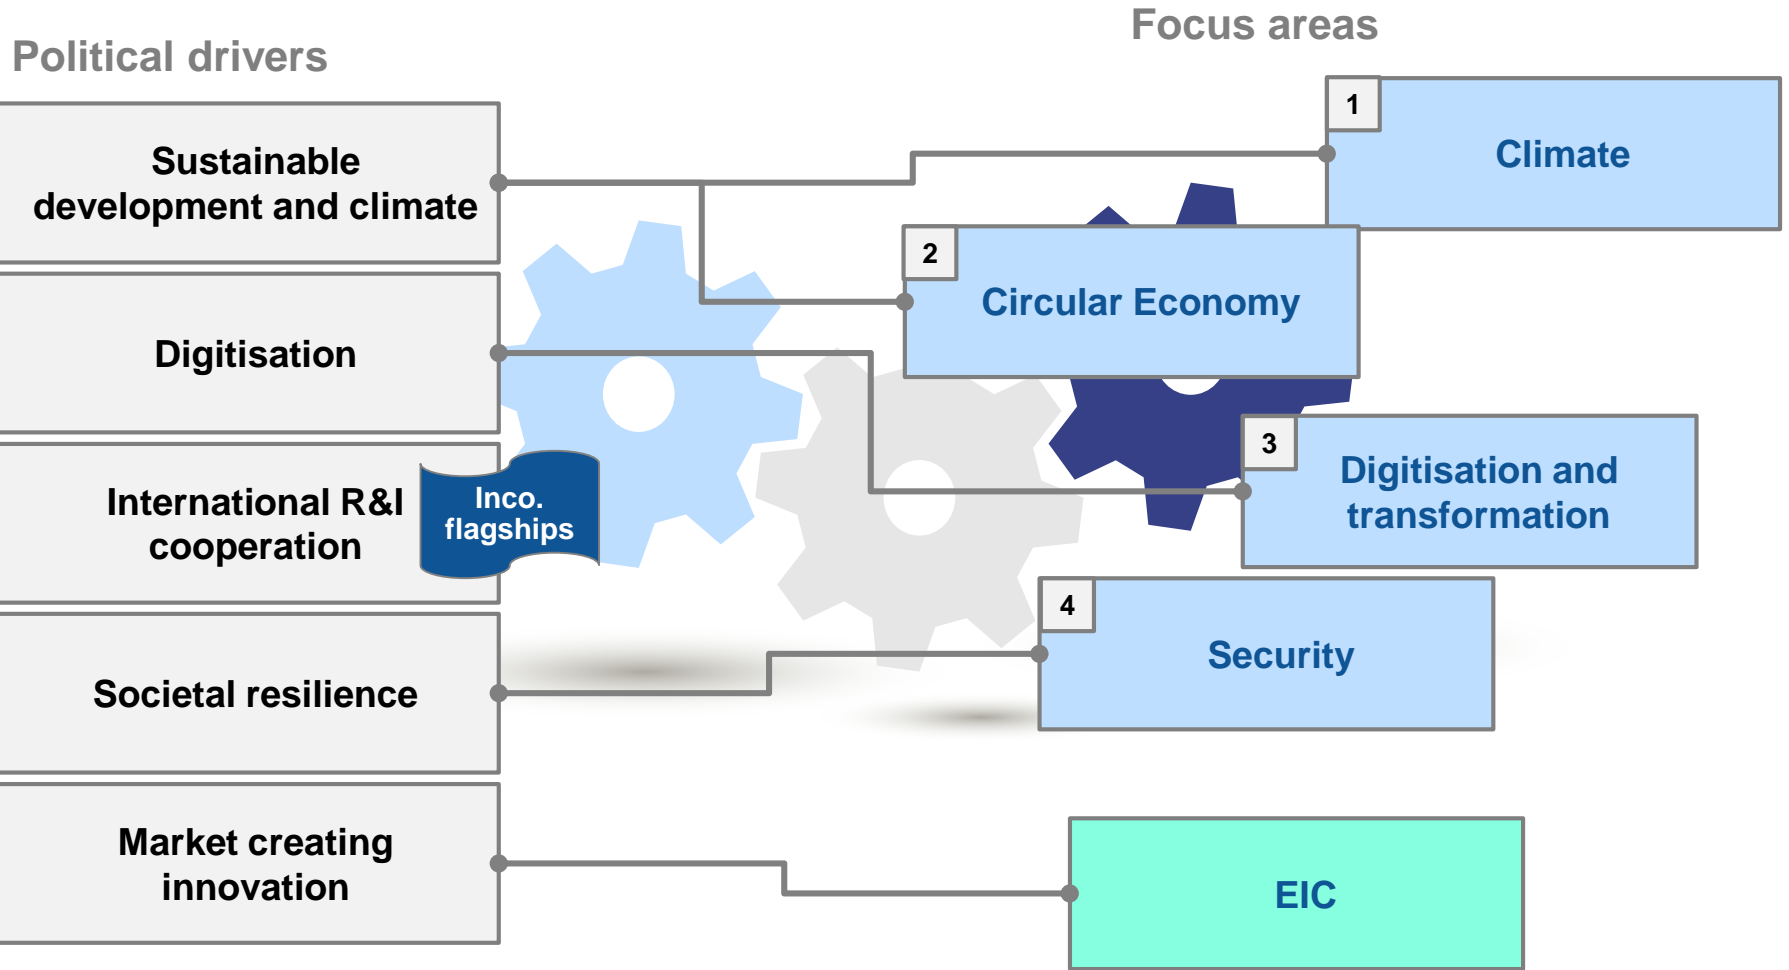 Focus areas
Political drivers
Sustainable
development and climate
Digitisation
International R&I
cooperation
Inco.
flagships
Societal resilience
Market creating
innovation
1
Climate
2
Circular Economy
3
Digitisation and
transformation
4
Security
EIC